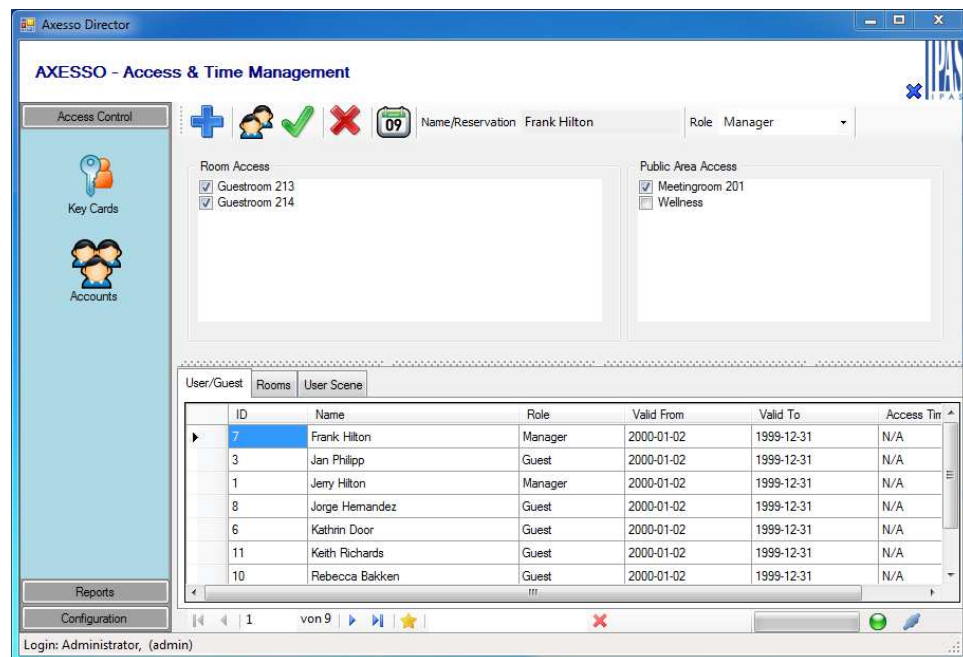 Axesso Director
AXESSO - Access & Time Management
IPAS
IPAS
Access Control
09
Name/Reservation Frank Hilton
Role Manager
Key Cards
Accounts
Reports
Configuration
Room Access
Guestroom 213
Guestroom 214
Public Area Access
Meetingroom 201
Wellness
User/Guest Rooms User Scene
ID Name Role Valid From Valid To Access Tim
7 Frank Hilton Manager 2000-01-02 1999-12-31 N/A
3 Jan Philipp Guest 2000-01-02 1999-12-31 N/A
1 Jerry Hilton Manager 2000-01-02 1999-12-31 N/A
8 Jorge Hernandez Guest 2000-01-02 1999-12-31 N/A
6 Kathrin Door Guest 2000-01-02 1999-12-31 N/A
11 Keith Richards Guest 2000-01-02 1999-12-31 N/A
10 Rebecca Bakken Guest 2000-01-02 1999-12-31 N/A
1 von 9
Login: Administrator, (admin)